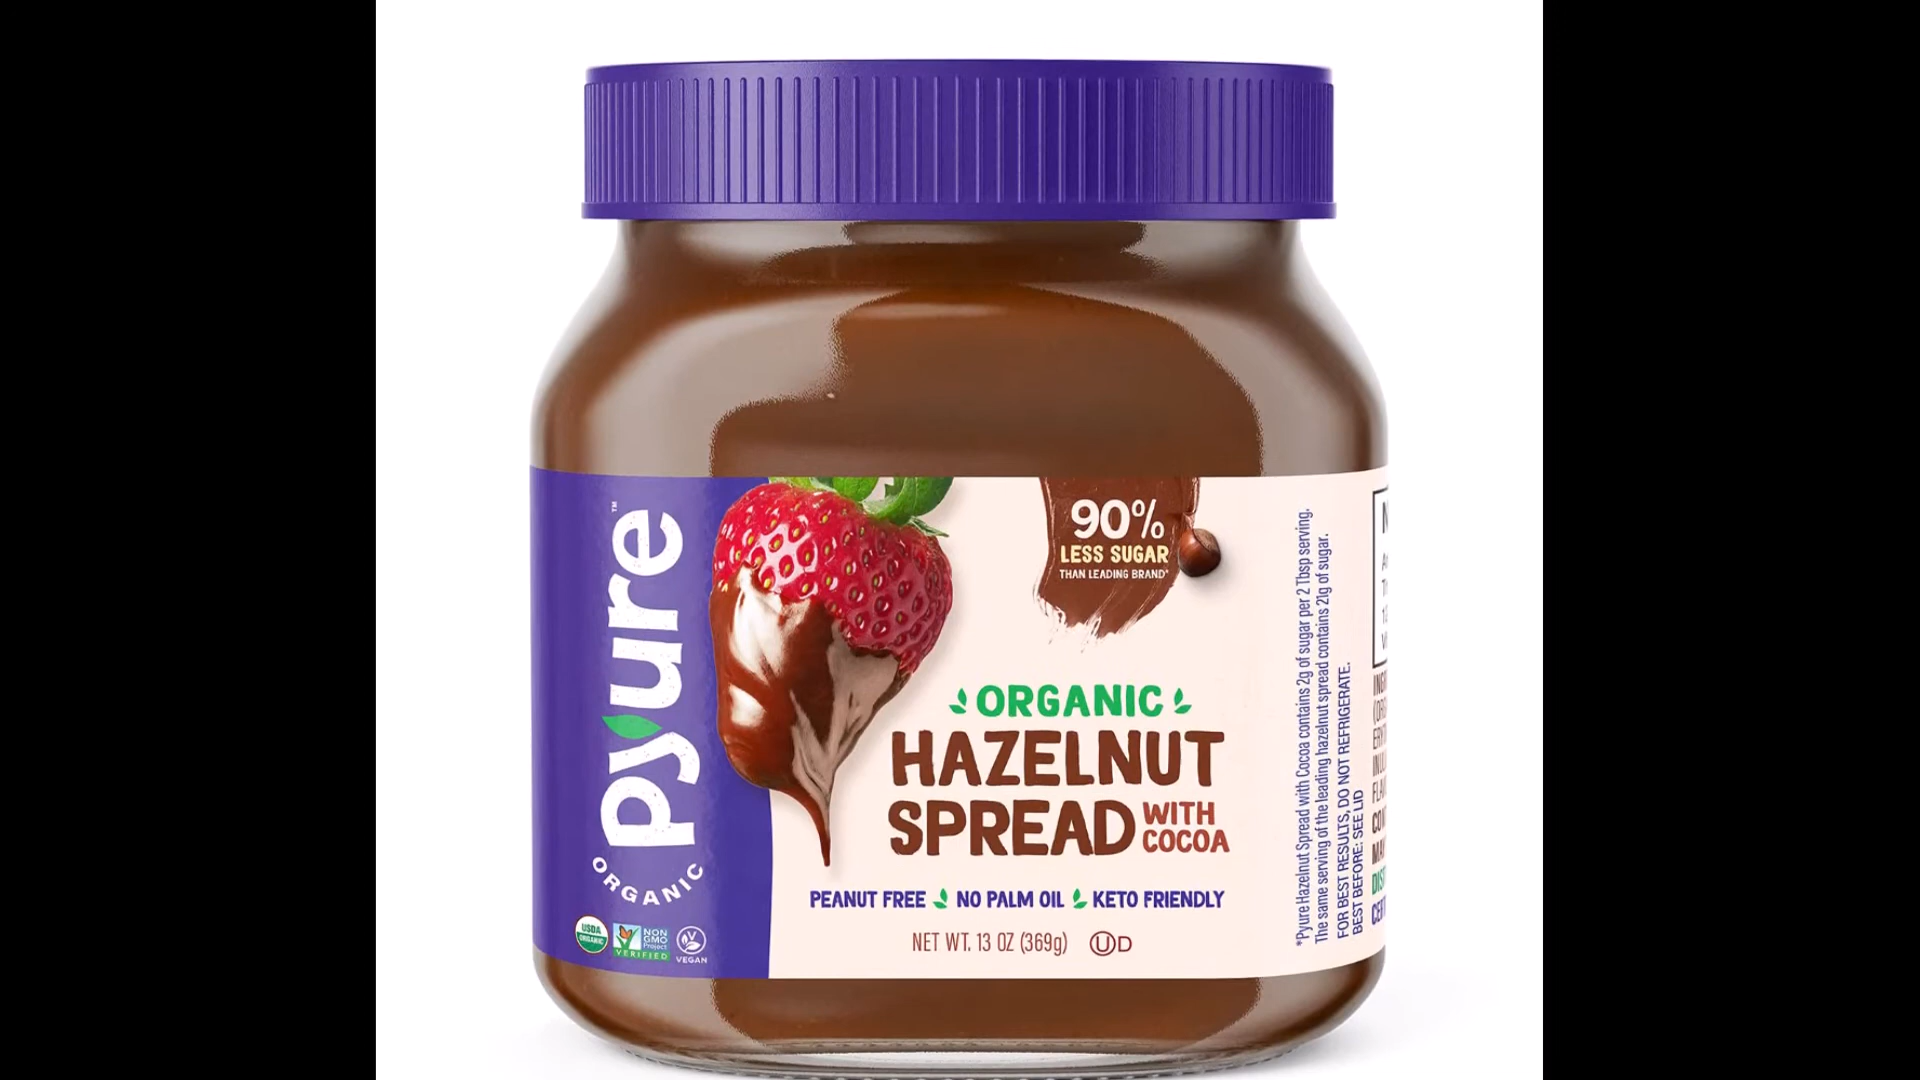 pyure™
ORGANIC
USDA
ORGANIC
NON
GMO
Project
VERIFIED
V
VEGAN
90%
LESS SUGAR
THAN LEADING BRAND*
ORGANIC
HAZELNUT
SPREAD WITH
COCOA
PEANUT FREE NO PALM OIL KETO FRIENDLY
NET WT. 13 OZ (369g) UD
*Pyure Hazelnut Spread with Cocoa contains 2g of sugar per 2 Tbsp serving.
The same serving of the leading hazelnut spread contains 21g of sugar.
FOR BEST RESULTS, DO NOT REFRIGERATE.
BEST BEFORE: SEE LID